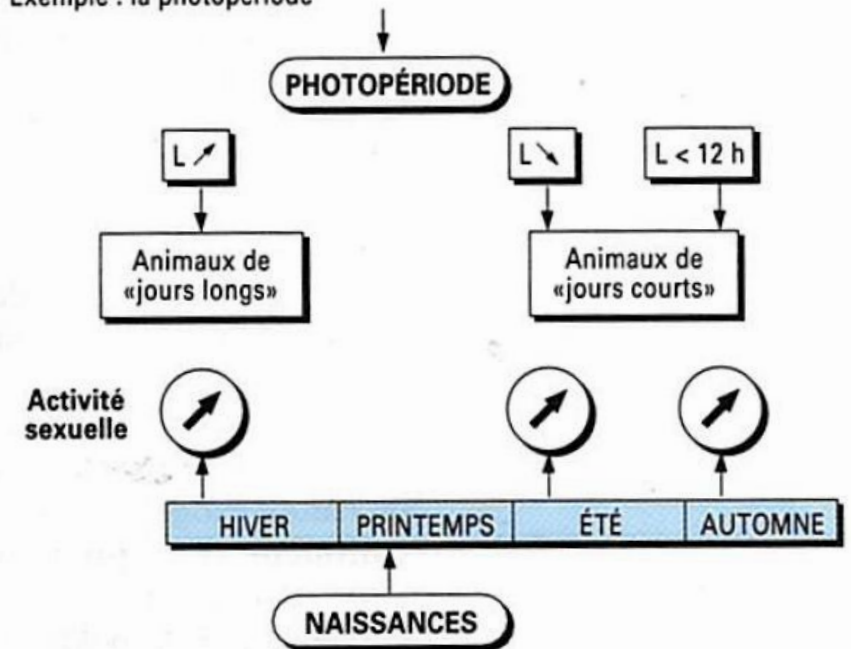 Exemple : la photopériode
PHOTOPÉRIODE
L ↗
L ↘
L < 12 h
Animaux de
«jours longs»
Animaux de
«jours courts»
Activité
sexuelle
HIVER
PRINTEMPS
ÉTÉ
AUTOMNE
NAISSANCES